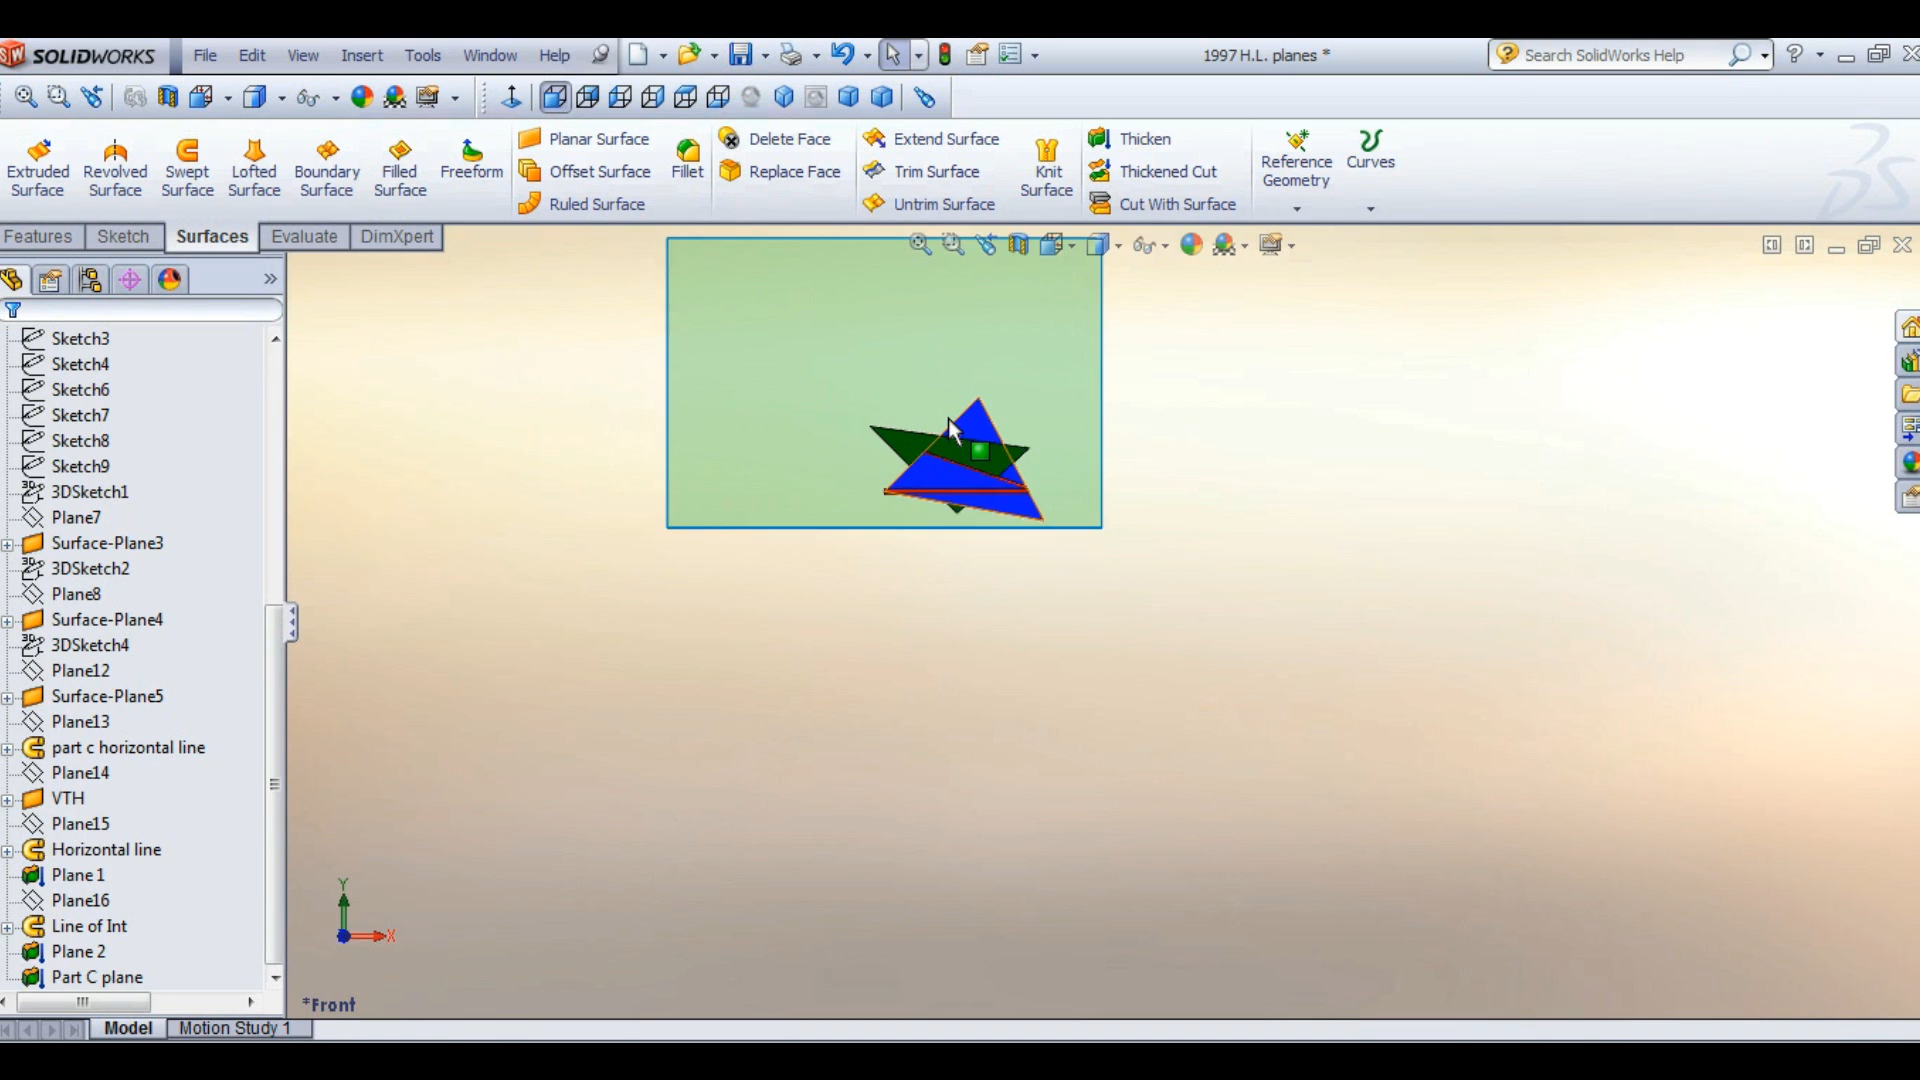 SOLIDWORKS File Edit View Insert Tools Window Help 1997 H.L. planes * Search SolidWorks Help
Extruded Surface
Revolved Surface
Swept Surface
Lofted Surface
Boundary Surface
Filled Surface
Freeform
Planar Surface
Offset Surface
Ruled Surface
Fillet
Delete Face
Replace Face
Extend Surface
Trim Surface
Untrim Surface
Knit Surface
Thicken
Thickened Cut
Cut With Surface
Reference Geometry
Curves
Features Sketch Surfaces Evaluate DimXpert
Sketch3
Sketch4
Sketch6
Sketch7
Sketch8
Sketch9
3DSketch1
Plane7
Surface-Plane3
3DSketch2
Plane8
Surface-Plane4
3DSketch4
Plane12
Surface-Plane5
Plane13
part c horizontal line
Plane14
VTH
Plane15
Horizontal line
Plane 1
Plane16
Line of Int
Plane 2
Part C plane
Y
X
*Front
Model Motion Study 1